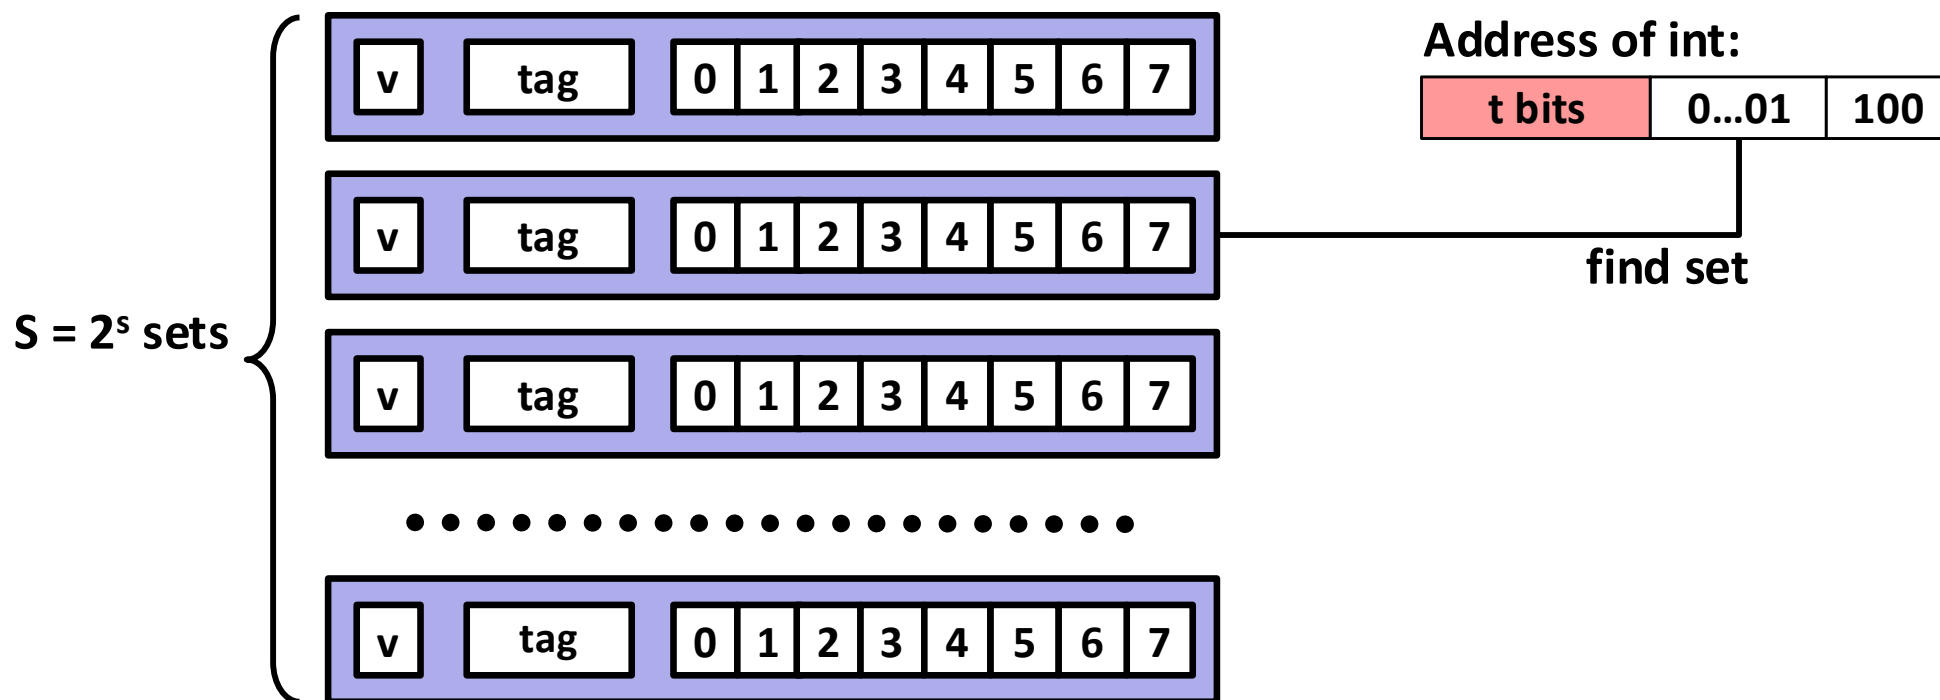 v tag 0 1 2 3 4 5 6 7
Address of int:
t bits 0...01 100
v tag 0 1 2 3 4 5 6 7
find set
S = 2ˢ sets
v tag 0 1 2 3 4 5 6 7
v tag 0 1 2 3 4 5 6 7